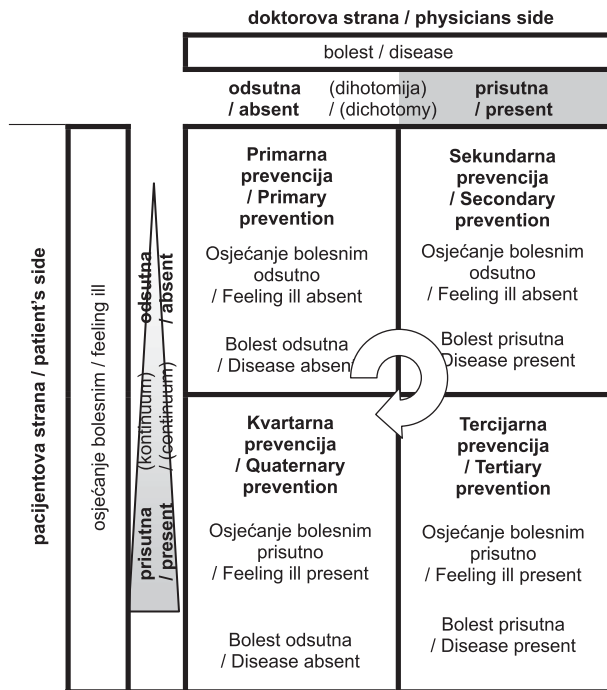 doktorova strana / physicians side
bolest / disease
odsutna
/ absent
(dihotomija)
/ (dichotomy)
prisutna
/ present
pacijentova strana / patient's side
osjećanje bolesnim / feeling ill
odsutna
/ absent
(kontinuum)
/ (continuum)
prisutna
/ present
Primarna
prevencija
/ Primary
prevention
Osjećanje bolesnim
odsutno
/ Feeling ill absent
Bolest odsutna
/ Disease absent
Sekundarna
prevencija
/ Secondary
prevention
Osjećanje bolesnim
odsutno
/ Feeling ill absent
Bolest prisutna
/ Disease present
Kvartarna
prevencija
/ Quaternary
prevention
Osjećanje bolesnim
prisutno
/ Feeling ill present
Bolest odsutna
/ Disease absent
Tercijarna
prevencija
/ Tertiary
prevention
Osjećanje bolesnim
prisutno
/ Feeling ill present
Bolest prisutna
/ Disease present